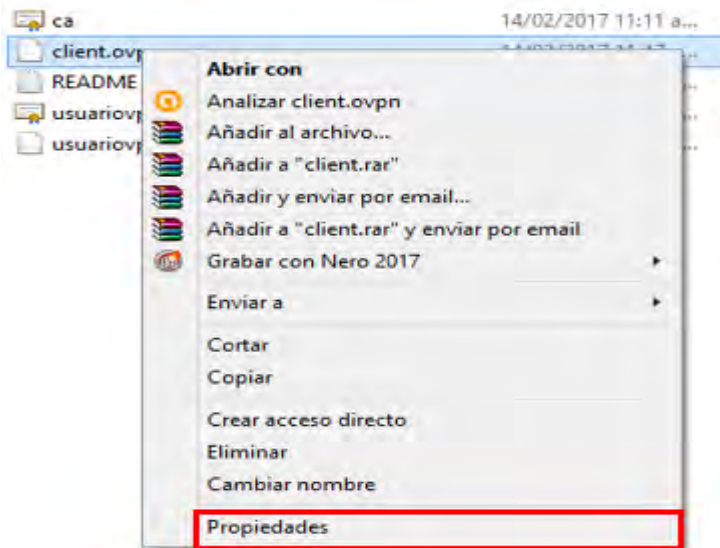 ca 14/02/2017 11:11 a...
client.ovp
README
usuariovp
usuariovp
Abrir con
Analizar client.ovpn
Añadir al archivo...
Añadir a "client.rar"
Añadir y enviar por email...
Añadir a "client.rar" y enviar por email
Grabar con Nero 2017
Enviar a
Cortar
Copiar
Crear acceso directo
Eliminar
Cambiar nombre
Propiedades